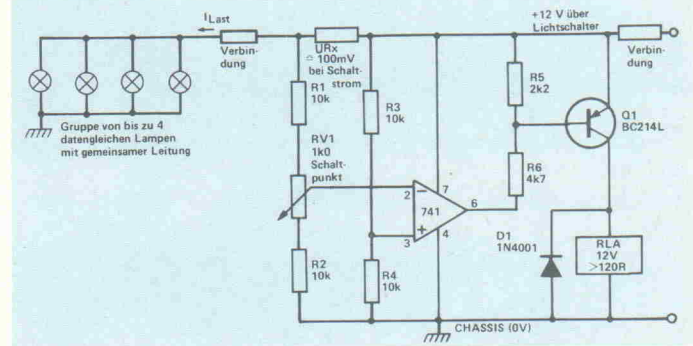 I Last
Verbin-
dung
URx
≙ 100mV
bei Schalt-
strom
+12 V über
Lichtschalter
Verbin-
dung
R1
10k
R3
10k
R5
2k2
Q1
BC214L
Gruppe von bis zu 4
datengleichen Lampen
mit gemeinsamer Leitung
RV1
1k0
Schalt-
punkt
R6
4k7
2
7
741
6
3
4
R2
10k
R4
10k
D1
1N4001
RLA
12V
>120R
CHASSIS (0V)